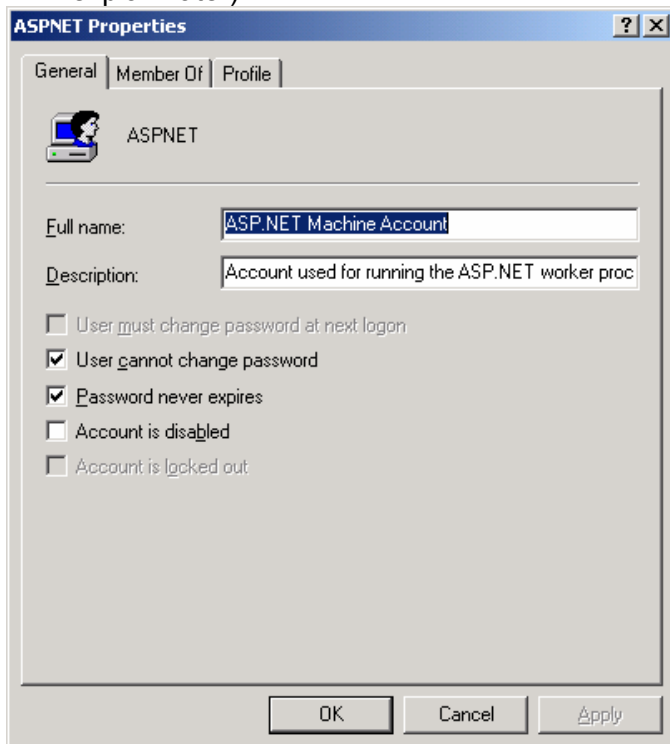 ASPNET Properties
? X
General Member Of Profile
ASPNET
Full name: ASP.NET Machine Account
Description: Account used for running the ASP.NET worker proc
User must change password at next logon
User cannot change password
Password never expires
Account is disabled
Account is locked out
OK Cancel Apply